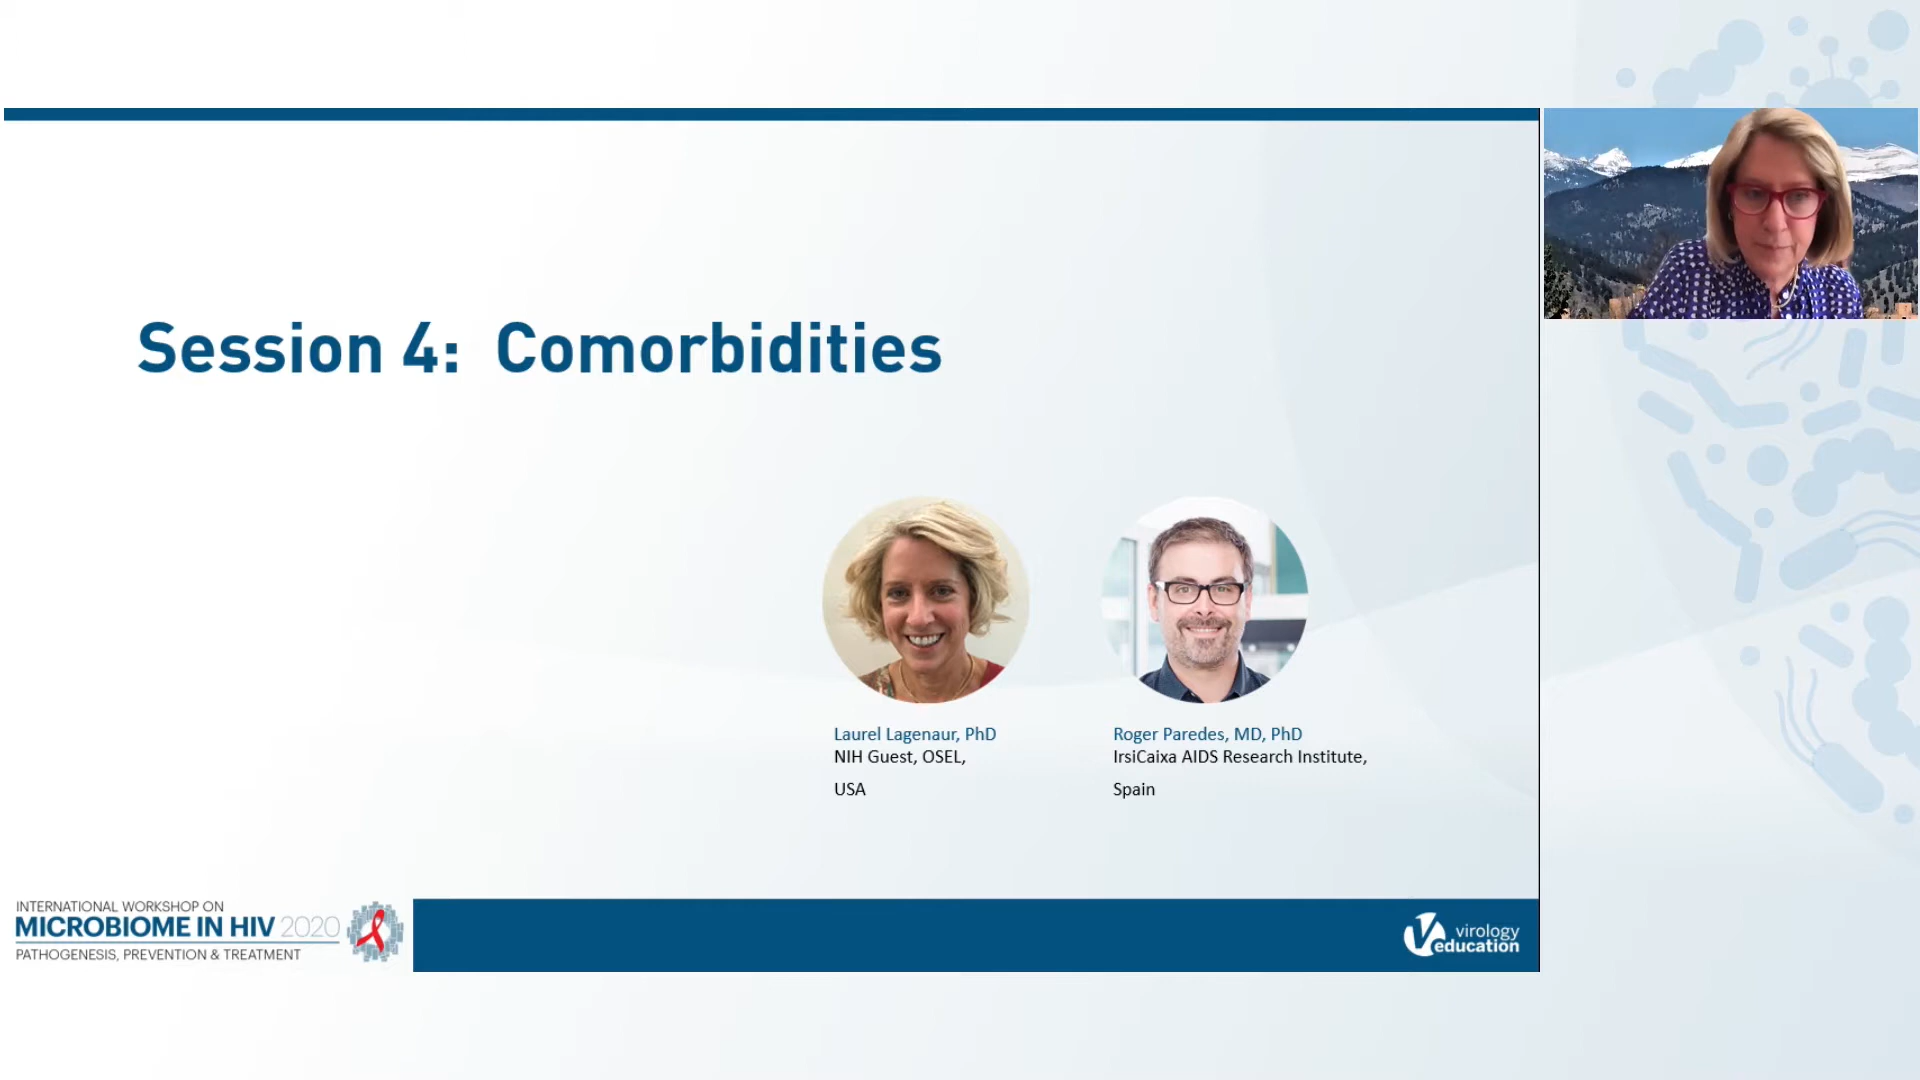 Session 4: Comorbidities
Laurel Lagenaur, PhD
NIH Guest, OSEL,
USA
Roger Paredes, MD, PhD
IrsiCaixa AIDS Research Institute,
Spain
INTERNATIONAL WORKSHOP ON
MICROBIOME IN HIV 2020
PATHOGENESIS, PREVENTION & TREATMENT
virology
education